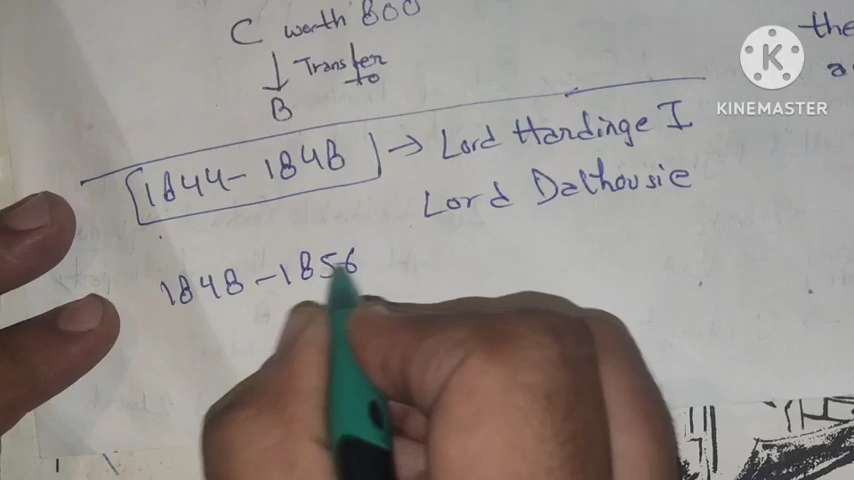 C worth 800
↓ Transfer to
B
the
a
K
KINEMASTER
[1844-1848] → Lord Hardinge I
Lord Dalhousie
1848-1856